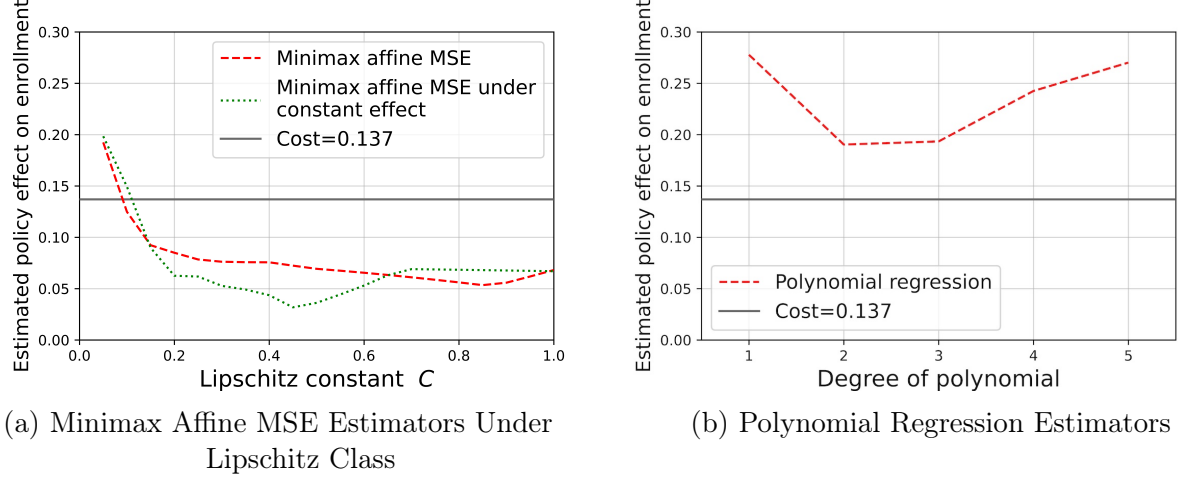 Estimated policy effect on enrollment
0.30
0.25
0.20
0.15
0.10
0.05
0.00
Minimax affine MSE
Minimax affine MSE under
constant effect
Cost=0.137
0.0 0.2 0.4 0.6 0.8 1.0
Lipschitz constant C
(a) Minimax Affine MSE Estimators Under
Lipschitz Class
Estimated policy effect on enrollment
0.30
0.25
0.20
0.15
0.10
0.05
0.00
Polynomial regression
Cost=0.137
1 2 3 4 5
Degree of polynomial
(b) Polynomial Regression Estimators